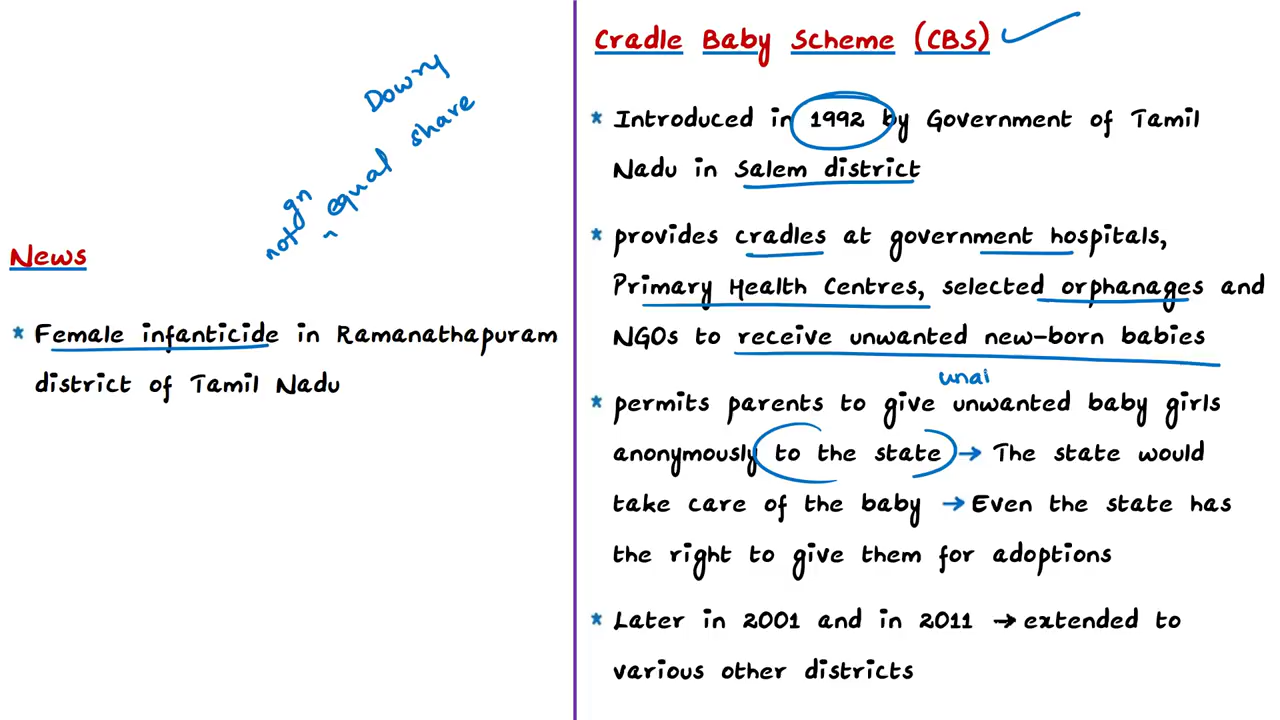 Dowry
not gn equal share
News
* Female infanticide in Ramanathapuram
district of Tamil Nadu
Cradle Baby Scheme (CBS)
* Introduced in 1992 by Government of Tamil
Nadu in Salem district
* provides cradles at government hospitals,
Primary Health Centres, selected orphanages and
NGOs to receive unwanted new-born babies
unai
* permits parents to give unwanted baby girls
anonymously to the state → The state would
take care of the baby → Even the state has
the right to give them for adoptions
* Later in 2001 and in 2011 → extended to
various other districts